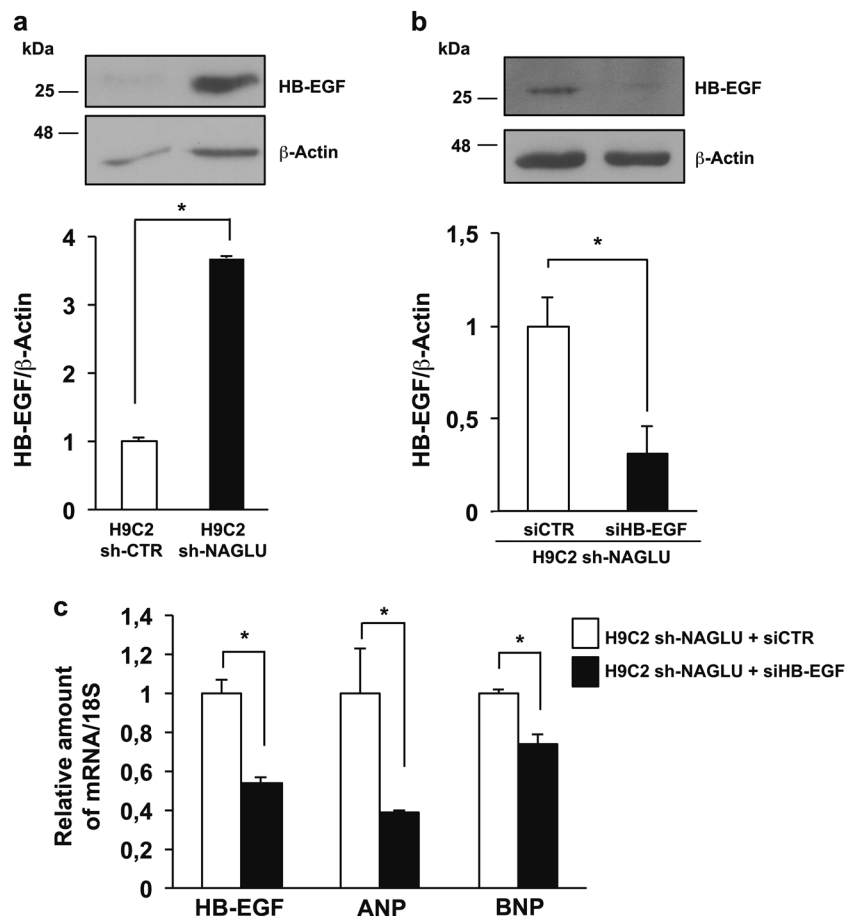 a
kDa
25
HB-EGF
48
β-Actin
*
HB-EGF/β-Actin
4
3
2
1
0
H9C2
sh-CTR
H9C2
sh-NAGLU
b
kDa
25
HB-EGF
48
β-Actin
*
HB-EGF/β-Actin
1,5
1
0,5
0
siCTR
siHB-EGF
H9C2 sh-NAGLU
c
Relative amount
of mRNA/18S
1,4
1,2
1
0,8
0,6
0,4
0,2
0
*
*
*
HB-EGF
ANP
BNP
H9C2 sh-NAGLU + siCTR
H9C2 sh-NAGLU + siHB-EGF